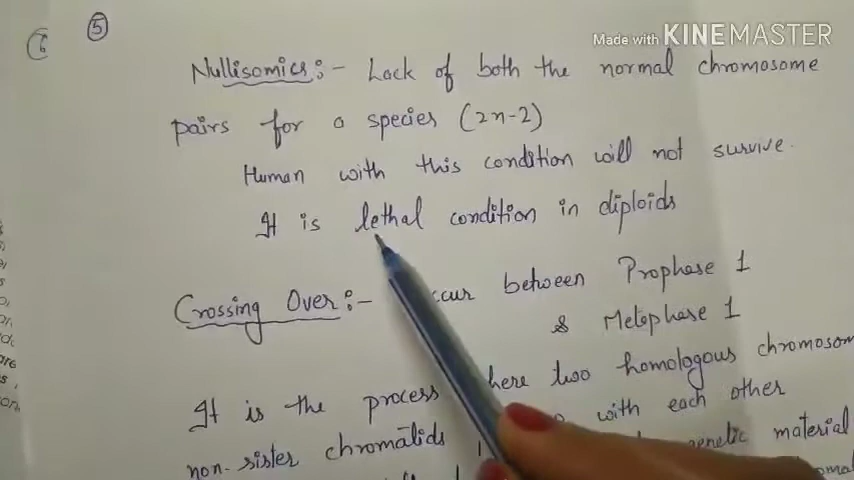 Made with KINEMASTER
6
5
Nullisomics:- Lack of both the normal chromosome
pairs for a species (2n-2)
Human with this condition will not survive.
It is lethal condition in diploids
Crossing Over:- between Prophase 1
& Metaphase 1
It is the process two homologous
non-sister chromatids with each other
genetic material